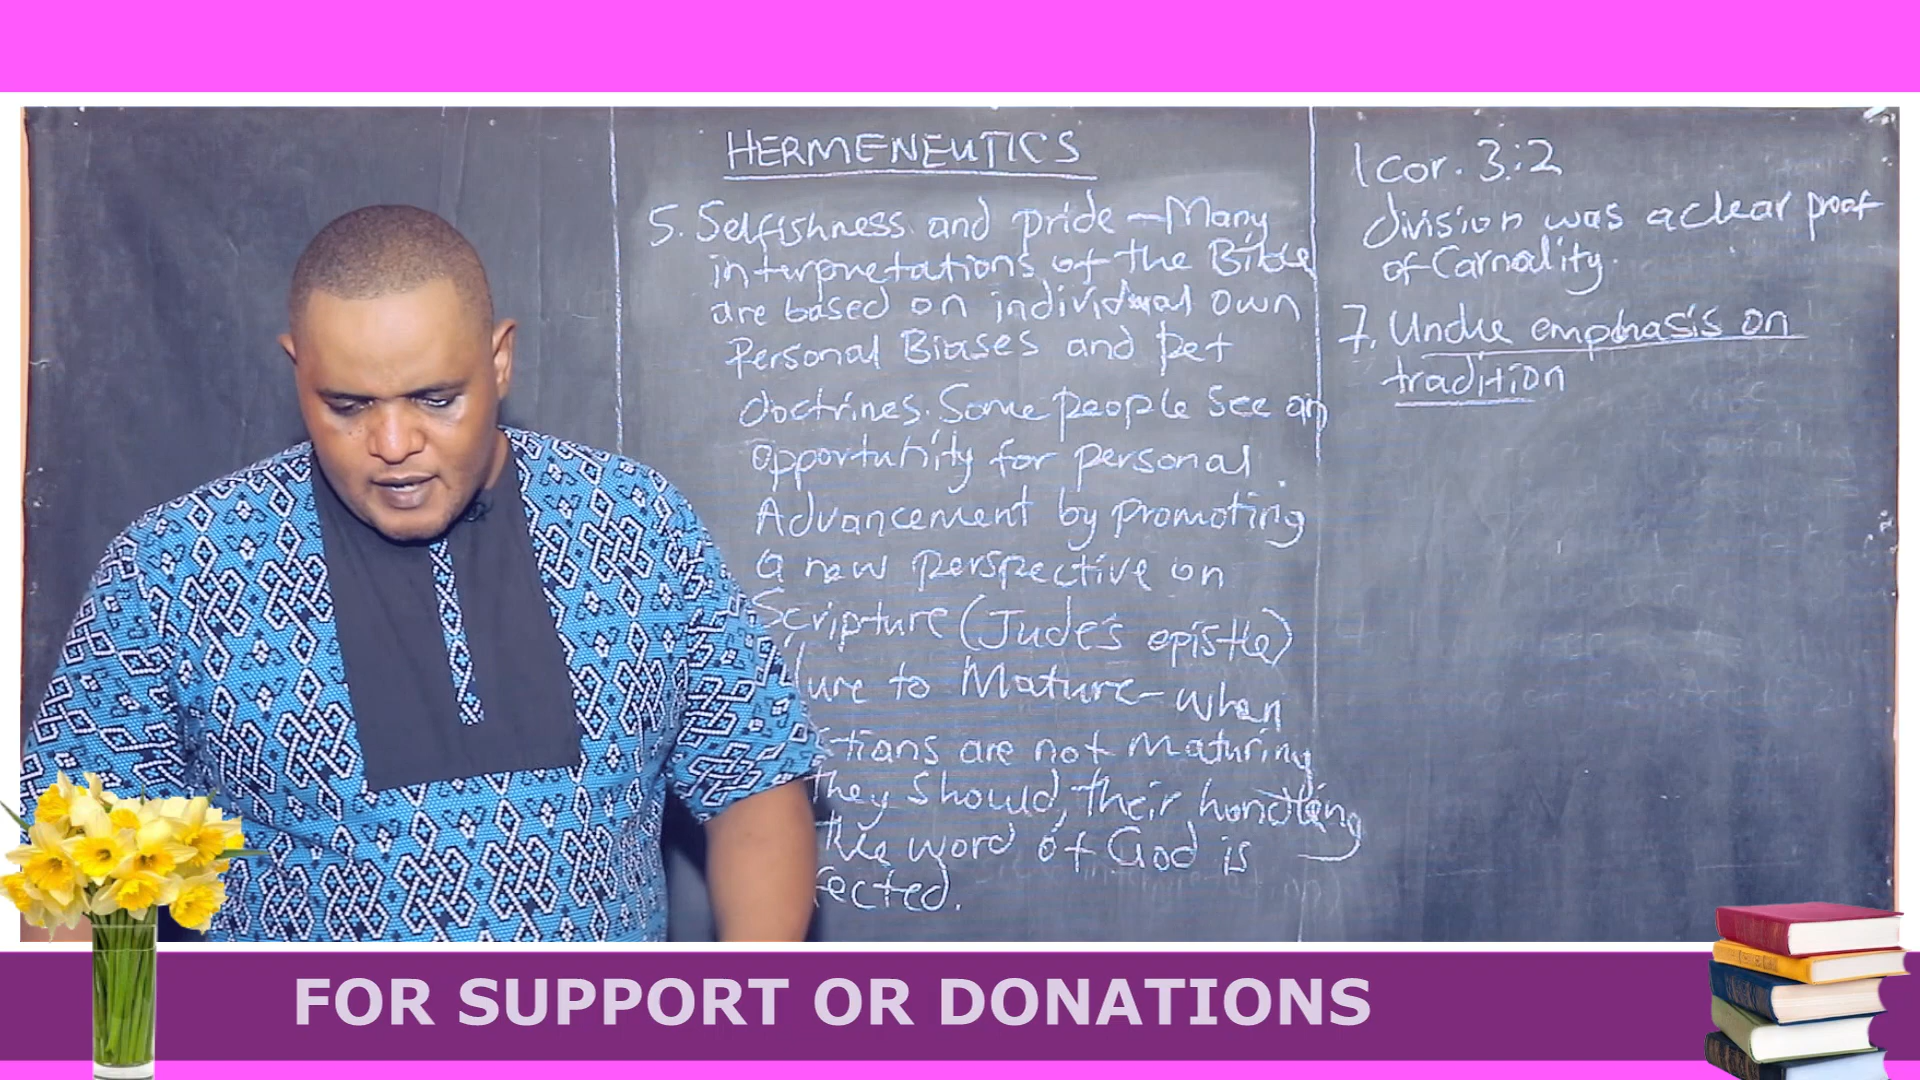 HERMENEUTICS
5. Selfishness and pride - Many
interpretations of the Bible
are based on individual own
Personal Biases and pet
doctrines. Some people see an
opportunity for personal
Advancement by promoting
a new perspective on
Scripture (Jude's epistle)
lure to Mature - when
tians are not maturing
they should, their handling
the word of God is
fected.
1 Cor. 3:2
division was a clear proof
of Carnality.
7. Undue emphasis on
tradition
FOR SUPPORT OR DONATIONS